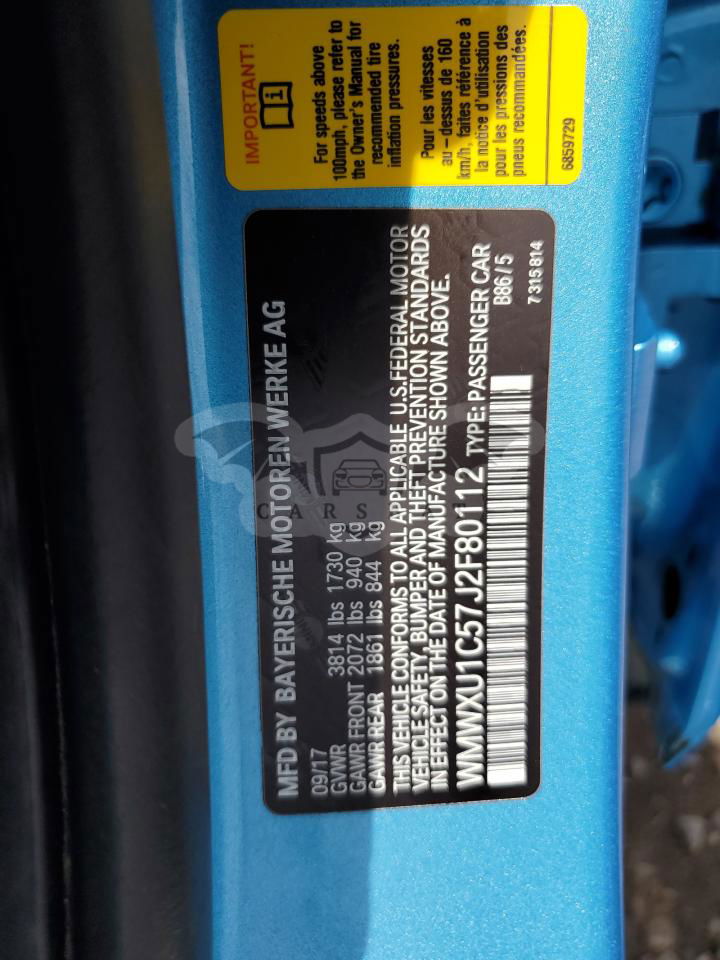 IMPORTANT!
i
For speeds above
100mph, please refer to
the Owner's Manual for
recommended tire
inflation pressures.
Pour les vitesses
au - dessus de 160
km/h, faites référence à
la notice d'utilisation
pour les pressions des
pneus recommandées.
6859729
MFD BY BAYERISCHE MOTOREN WERKE AG
09/17
GVWR 3814 lbs 1730 kg
GAWR FRONT 2072 lbs 940 kg
GAWR REAR 1861 lbs 844 kg
THIS VEHICLE CONFORMS TO ALL APPLICABLE U.S.FEDERAL MOTOR
VEHICLE SAFETY, BUMPER AND THEFT PREVENTION STANDARDS
IN EFFECT ON THE DATE OF MANUFACTURE SHOWN ABOVE.
WMWXU1C57J2F80112 TYPE: PASSENGER CAR
B86/5
7315814
CARS